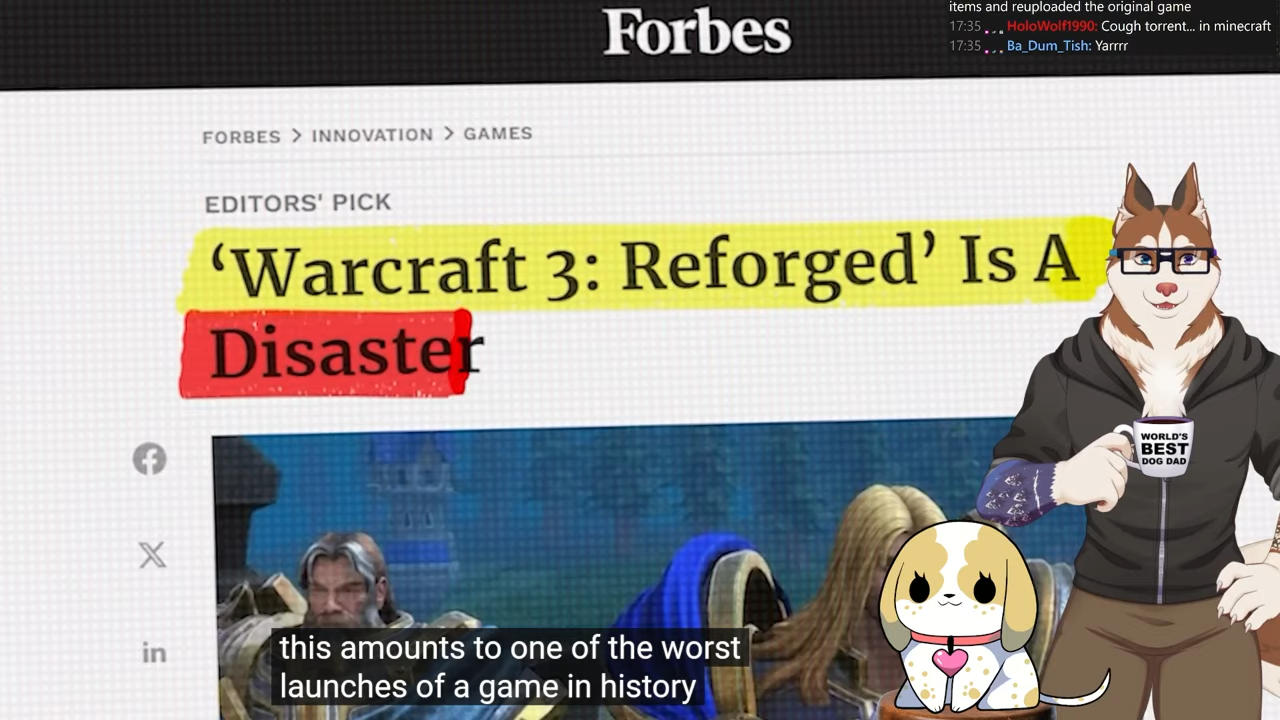 Forbes
items and reuploaded the original game
17:35 HoloWolf1990: Cough torrent... in minecraft
17:35 Ba_Dum_Tish: Yarrrr
FORBES > INNOVATION > GAMES
EDITORS' PICK
‘Warcraft 3: Reforged’ Is A
Disaster
WORLD'S
BEST
DOG DAD
in
this amounts to one of the worst
launches of a game in history